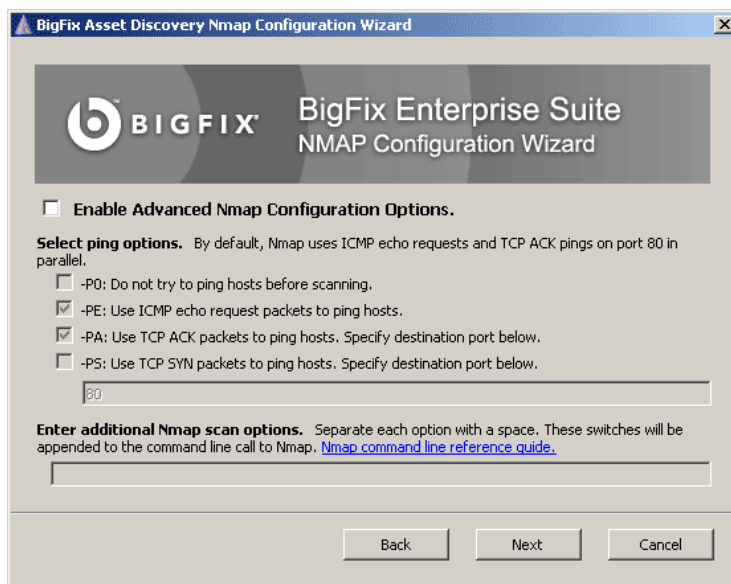 BigFix Asset Discovery Nmap Configuration Wizard
BIGFIX
BigFix Enterprise Suite
NMAP Configuration Wizard
Enable Advanced Nmap Configuration Options.
Select ping options. By default, Nmap uses ICMP echo requests and TCP ACK pings on port 80 in
parallel.
-P0: Do not try to ping hosts before scanning.
-PE: Use ICMP echo request packets to ping hosts.
-PA: Use TCP ACK packets to ping hosts. Specify destination port below.
-PS: Use TCP SYN packets to ping hosts. Specify destination port below.
80
Enter additional Nmap scan options. Separate each option with a space. These switches will be
appended to the command line call to Nmap. Nmap command line reference guide.
Back Next Cancel